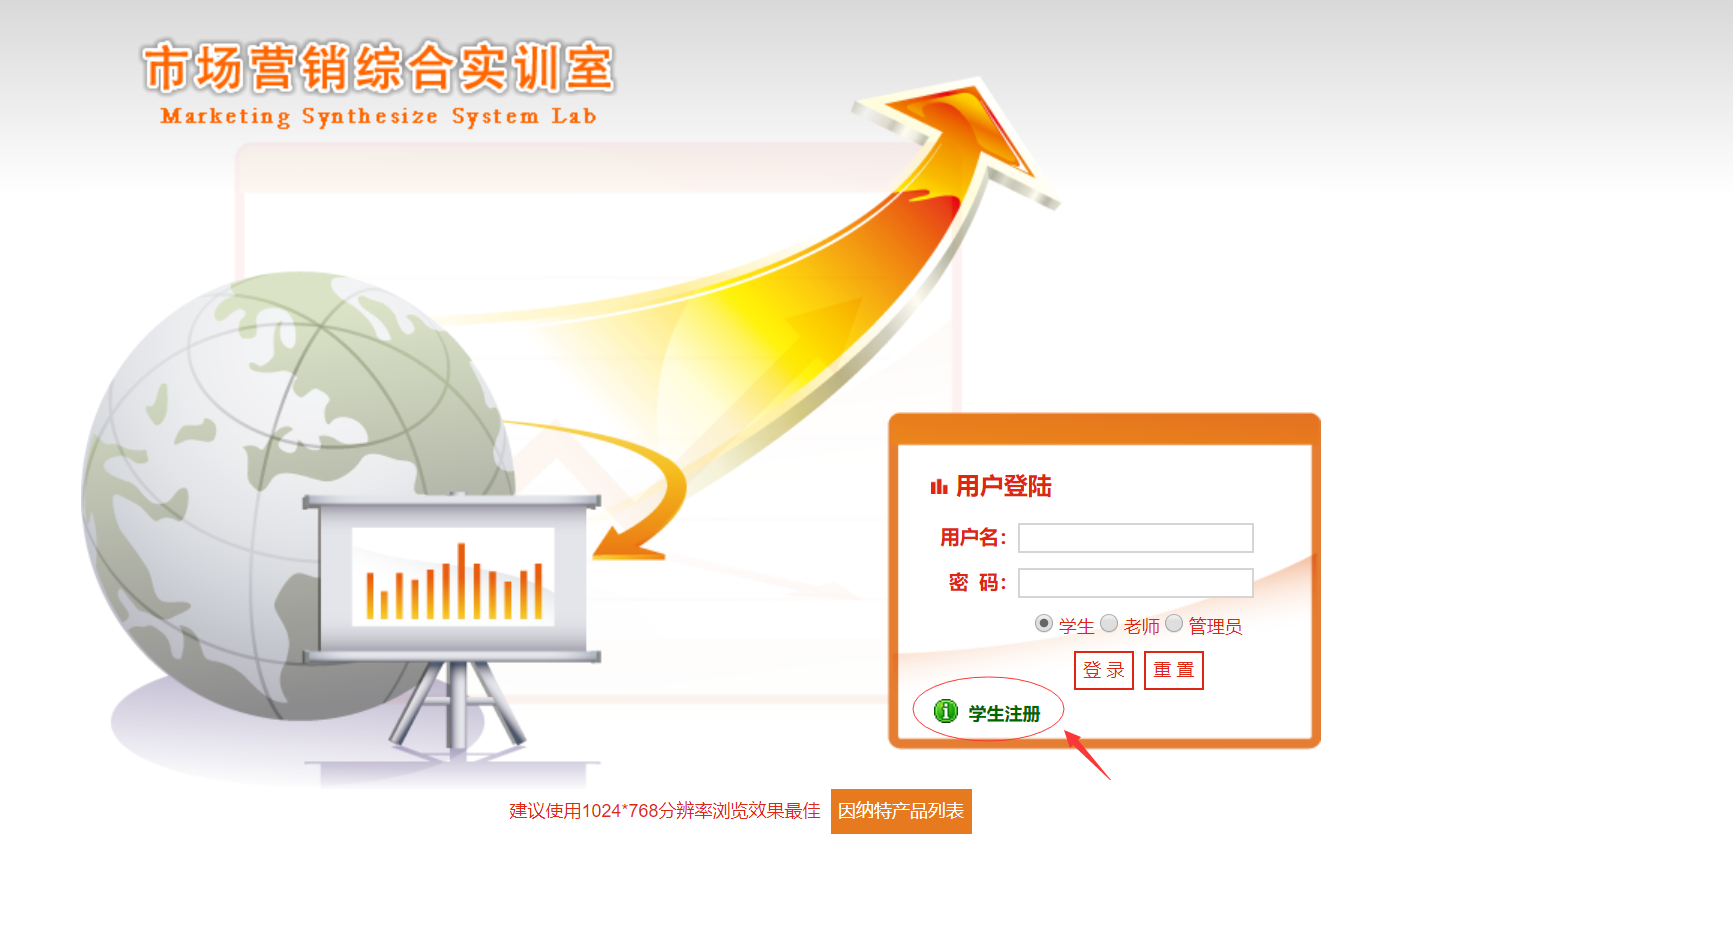 市场营销综合实训室
Marketing Synthesize System Lab
用户登陆
用户名:
密 码:
学生 老师 管理员
登 录 重 置
学生注册
建议使用1024*768分辨率浏览效果最佳 因纳特产品列表